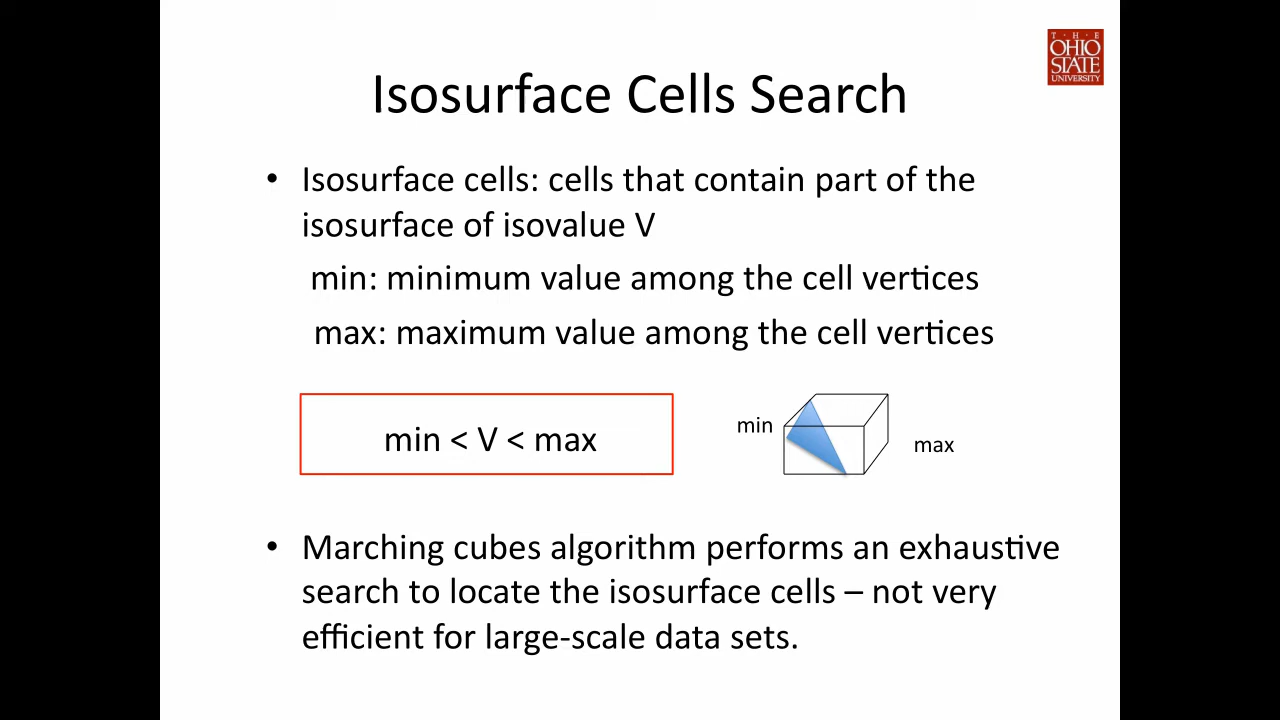 T · H · E
OHIO
STATE
UNIVERSITY
Isosurface Cells Search
• Isosurface cells: cells that contain part of the
isosurface of isovalue V
min: minimum value among the cell vertices
max: maximum value among the cell vertices
min < V < max
min
max
• Marching cubes algorithm performs an exhaustive
search to locate the isosurface cells – not very
efficient for large-scale data sets.